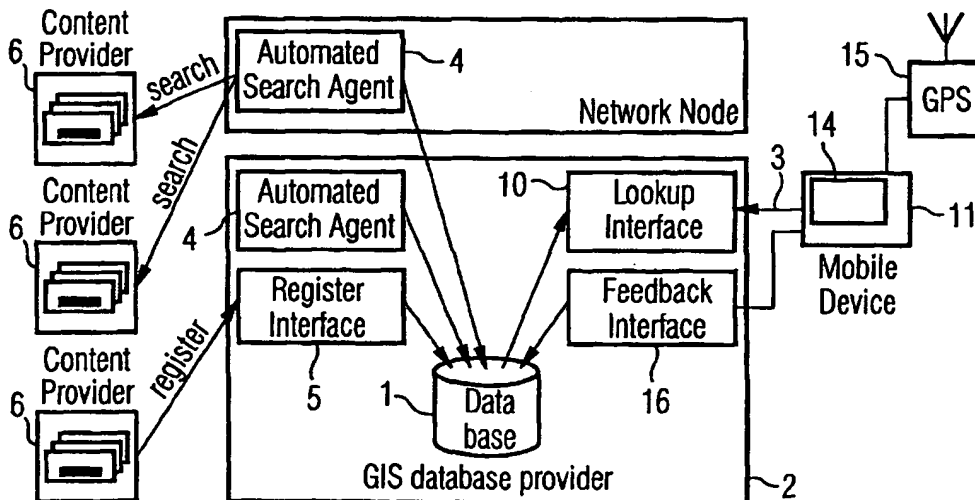 Content
Provider
6
search
Automated
Search Agent
4
Network Node
15
GPS
search
Content
Provider
6
Automated
Search Agent
4
10
Lookup
Interface
3
14
11
Mobile
Device
Register
Interface
5
Feedback
Interface
16
register
Content
Provider
6
1
Data
base
GIS database provider
2